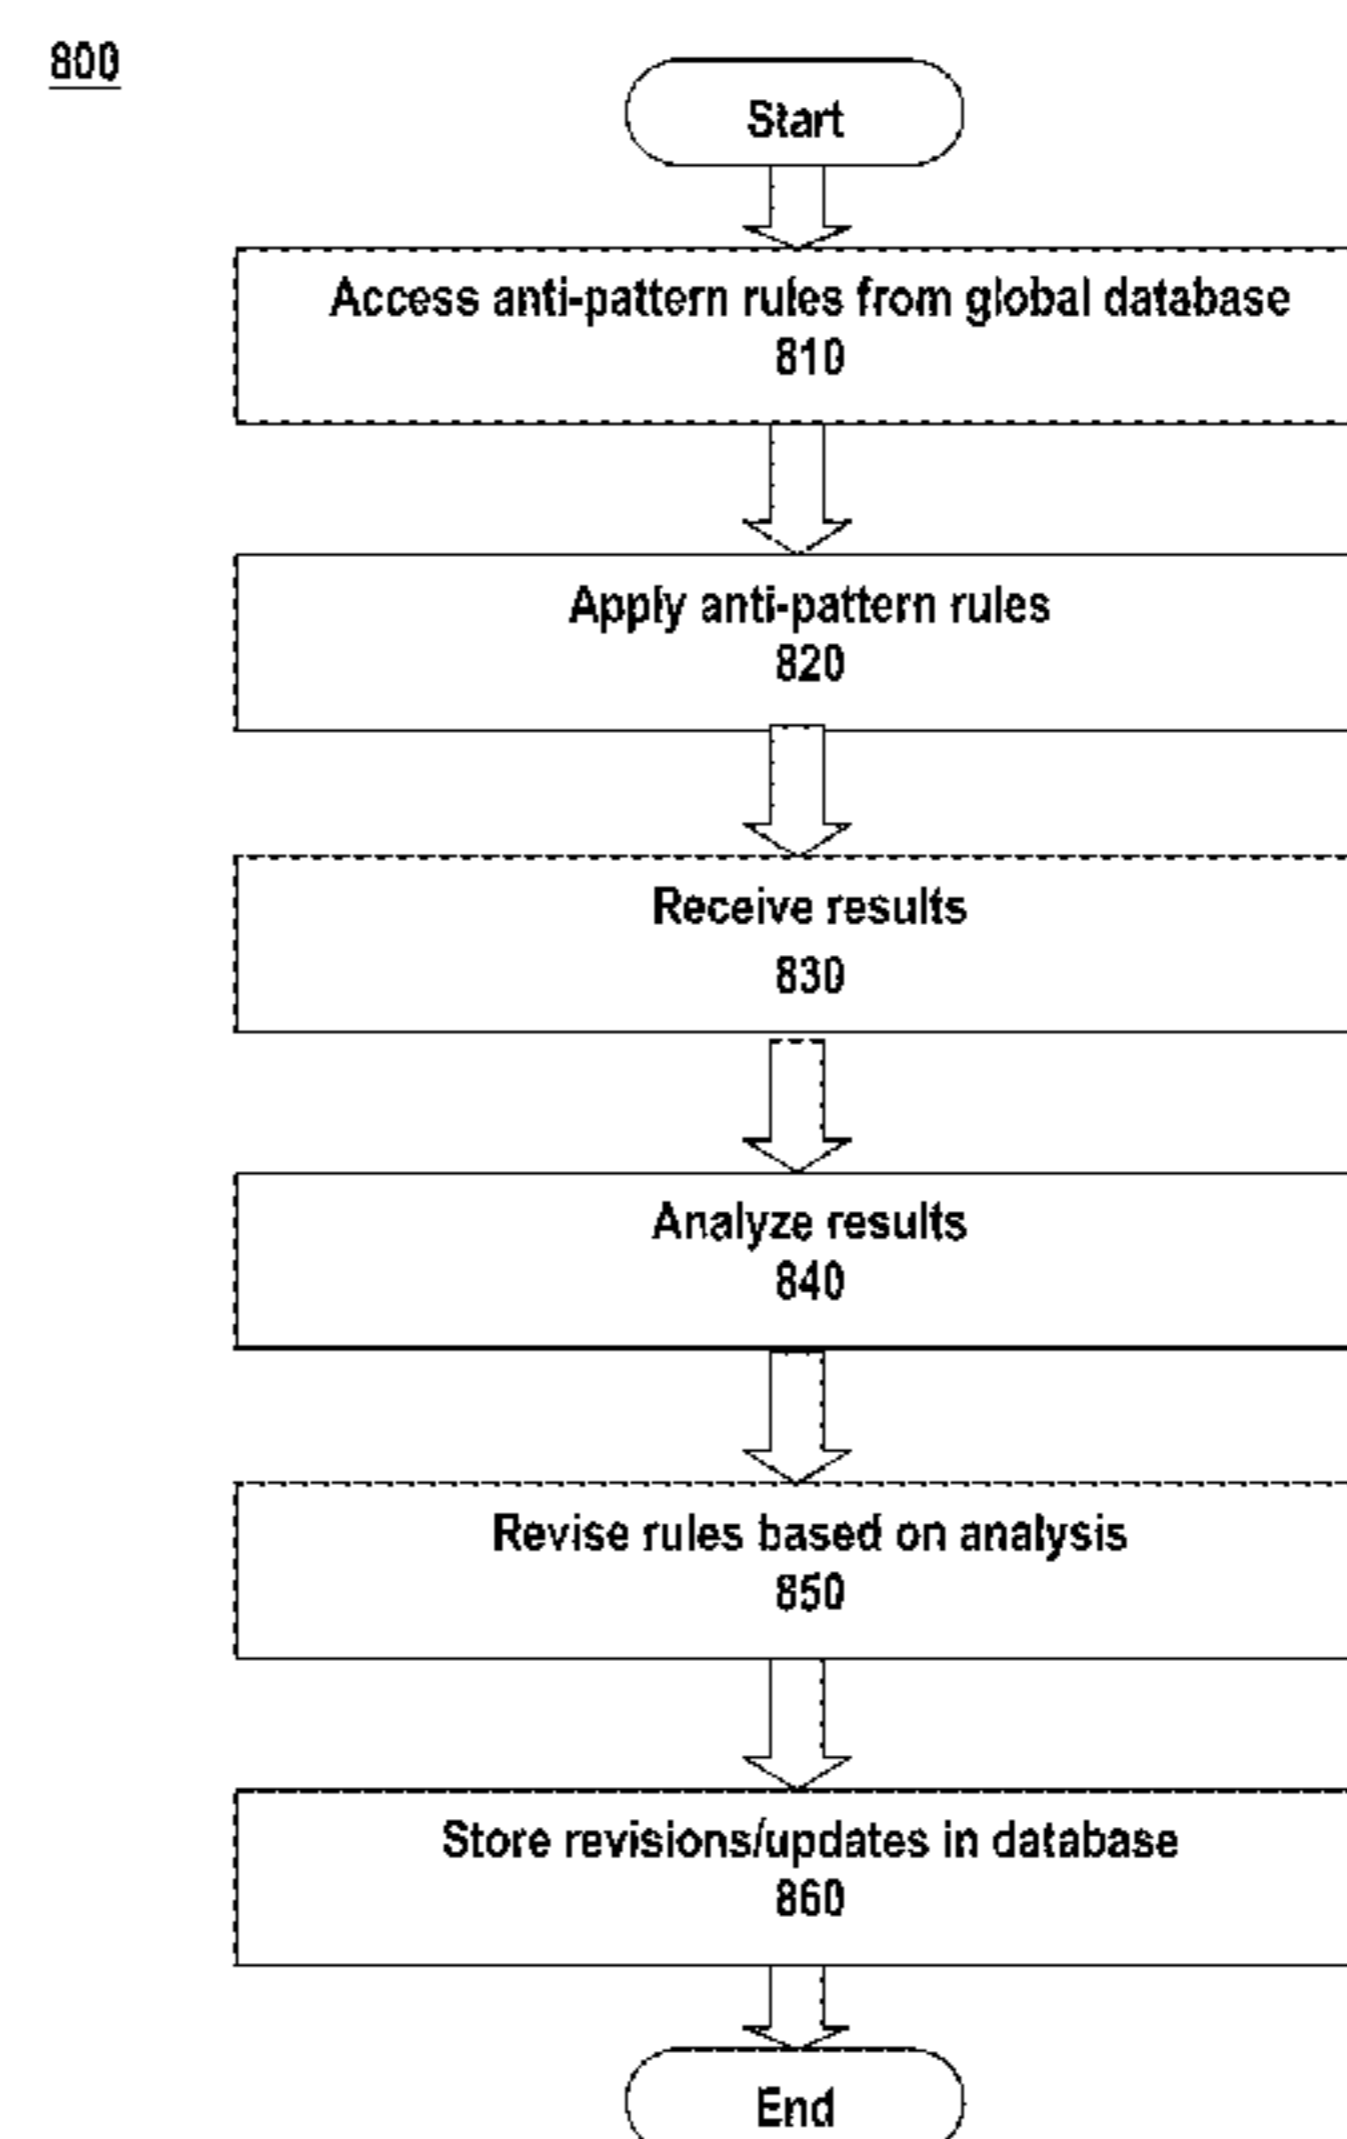 800
Start
Access anti-pattern rules from global database
810
Apply anti-pattern rules
820
Receive results
830
Analyze results
840
Revise rules based on analysis
850
Store revisions/updates in database
860
End